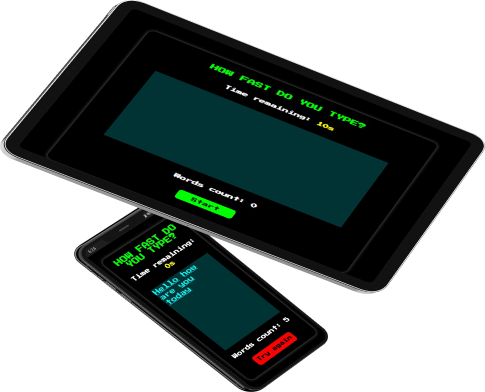 HOW FAST DO YOU TYPE?
Time remaining: 10s
Words count: 0
Start
HOW FAST DO
YOU TYPE?
Time remaining:
0s
Hello hoe
are you
today
Words count: 5
Try again